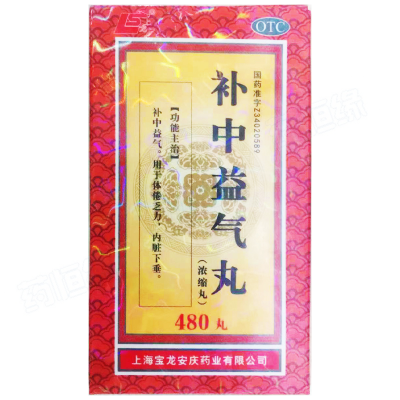 OTC
国药准字Z34020589
补中益气丸
(浓缩丸)
【功能主治】
补中益气。用于体倦乏力,内脏下垂。
480丸
上海宝龙安庆药业有限公司